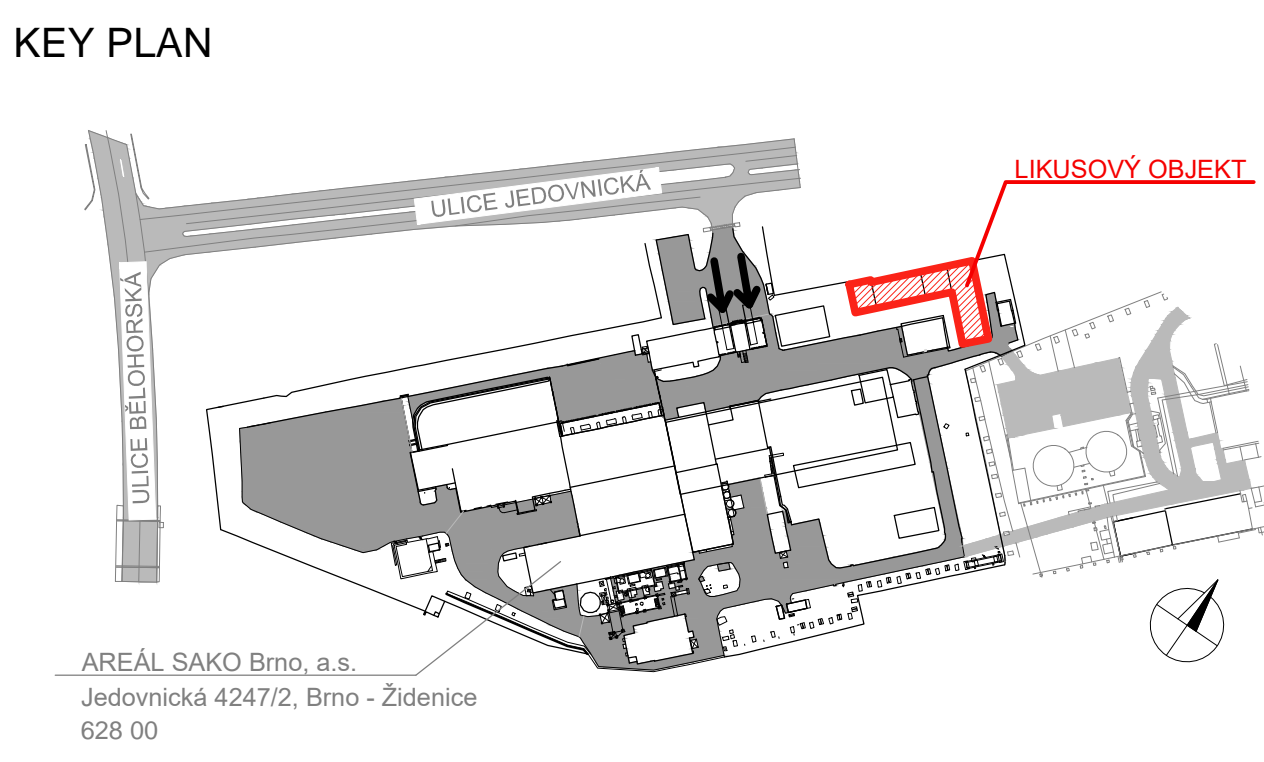 KEY PLAN
LIKUSOVÝ OBJEKT
ULICE JEDOVNICKÁ
ULICE BĚLOHORSKÁ
AREÁL SAKO Brno, a.s.
Jedovnická 4247/2, Brno - Židenice
628 00